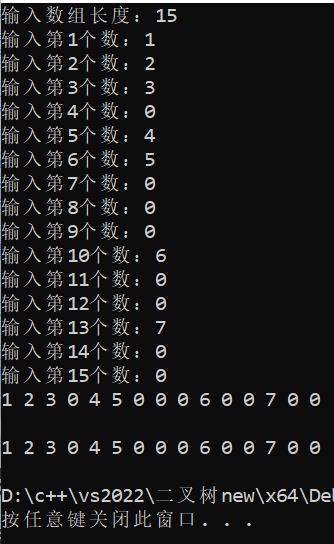 输入数组长度：15
输入第1个数：1
输入第2个数：2
输入第3个数：3
输入第4个数：0
输入第5个数：4
输入第6个数：5
输入第7个数：0
输入第8个数：0
输入第9个数：0
输入第10个数：6
输入第11个数：0
输入第12个数：0
输入第13个数：7
输入第14个数：0
输入第15个数：0
1 2 3 0 4 5 0 0 0 6 0 0 7 0 0
1 2 3 0 4 5 0 0 0 6 0 0 7 0 0
D:\c++\vs2022\二叉树new\x64\Del
按任意键关闭此窗口. . .